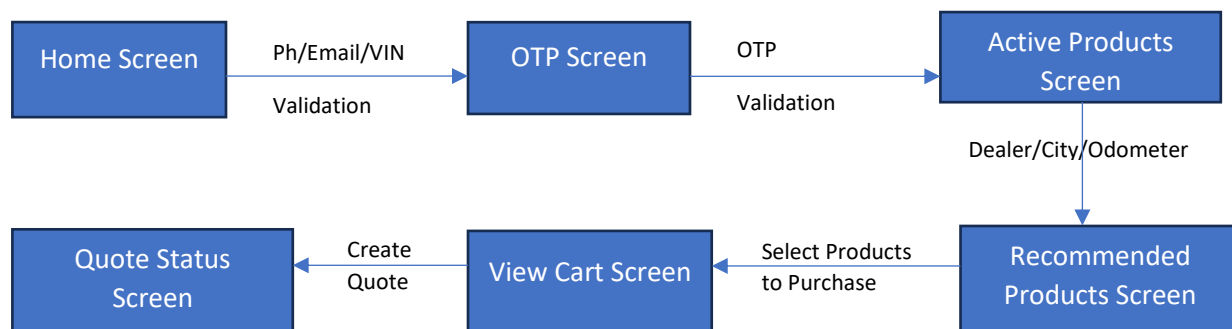 Home Screen
Ph/Email/VIN
Validation
OTP Screen
OTP
Validation
Active Products
Screen
Dealer/City/Odometer
Recommended
Products Screen
Select Products
to Purchase
View Cart Screen
Create
Quote
Quote Status
Screen